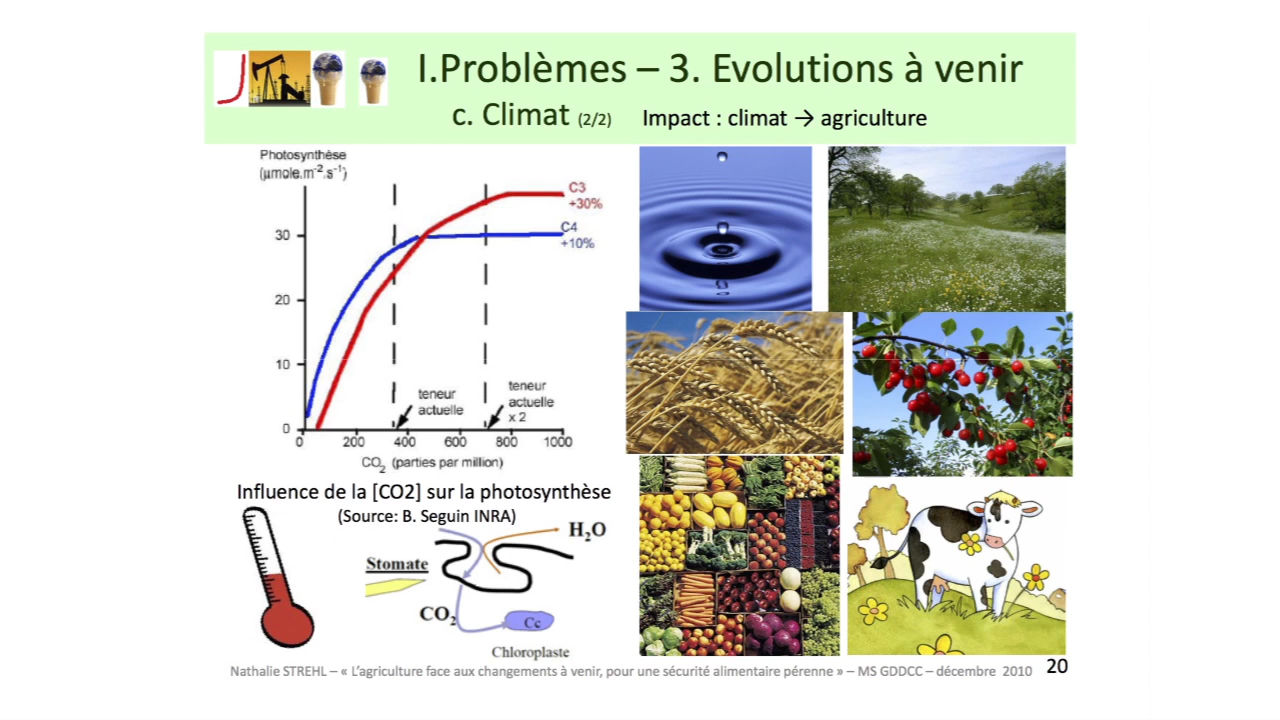 I.Problèmes – 3. Evolutions à venir
c. Climat (2/2) Impact : climat → agriculture
Photosynthèse
(µmole.m⁻².s⁻¹)
C3
+30%
C4
+10%
30
20
10
0
teneur
actuelle
teneur
actuelle
x 2
0 200 400 600 800 1000
CO₂ (parties par million)
Influence de la [CO2] sur la photosynthèse
(Source: B. Seguin INRA)
H₂O
Stomate
CO₂
Cc
Chloroplaste
Nathalie STREHL – « L'agriculture face aux changements à venir, pour une sécurité alimentaire pérenne » – MS GDDCC – décembre 2010 20